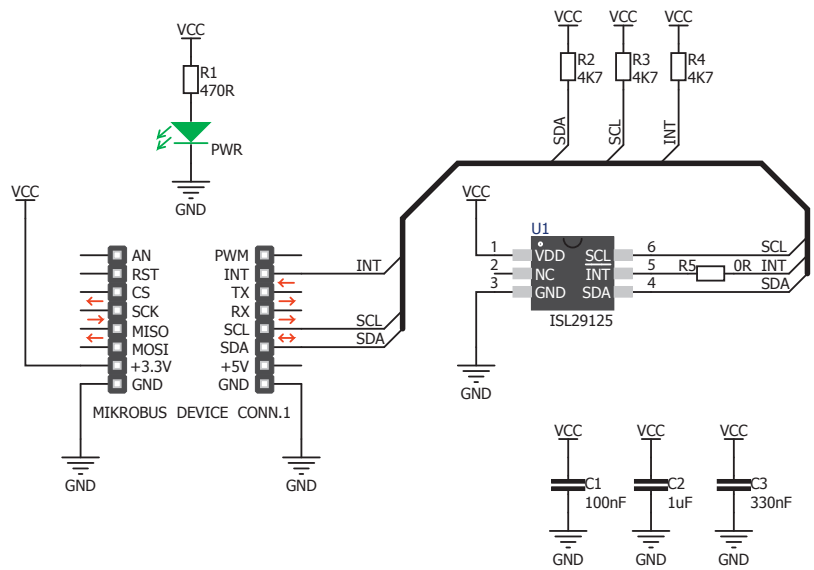 VCC
R1
470R
PWR
GND
VCC
R2
4K7
SDA
VCC
R3
4K7
SCL
VCC
R4
4K7
INT
VCC
AN
RST
CS
SCK
MISO
MOSI
+3.3V
GND
PWM
INT
TX
RX
SCL
SDA
+5V
GND
INT
SCL
SDA
MIKROBUS DEVICE CONN.1
GND
GND
VCC
U1
1 VDD SCL 6 SCL
2 NC INT 5 R5 0R INT
3 GND SDA 4 SDA
ISL29125
GND
VCC
C1
100nF
GND
VCC
C2
1uF
GND
VCC
C3
330nF
GND